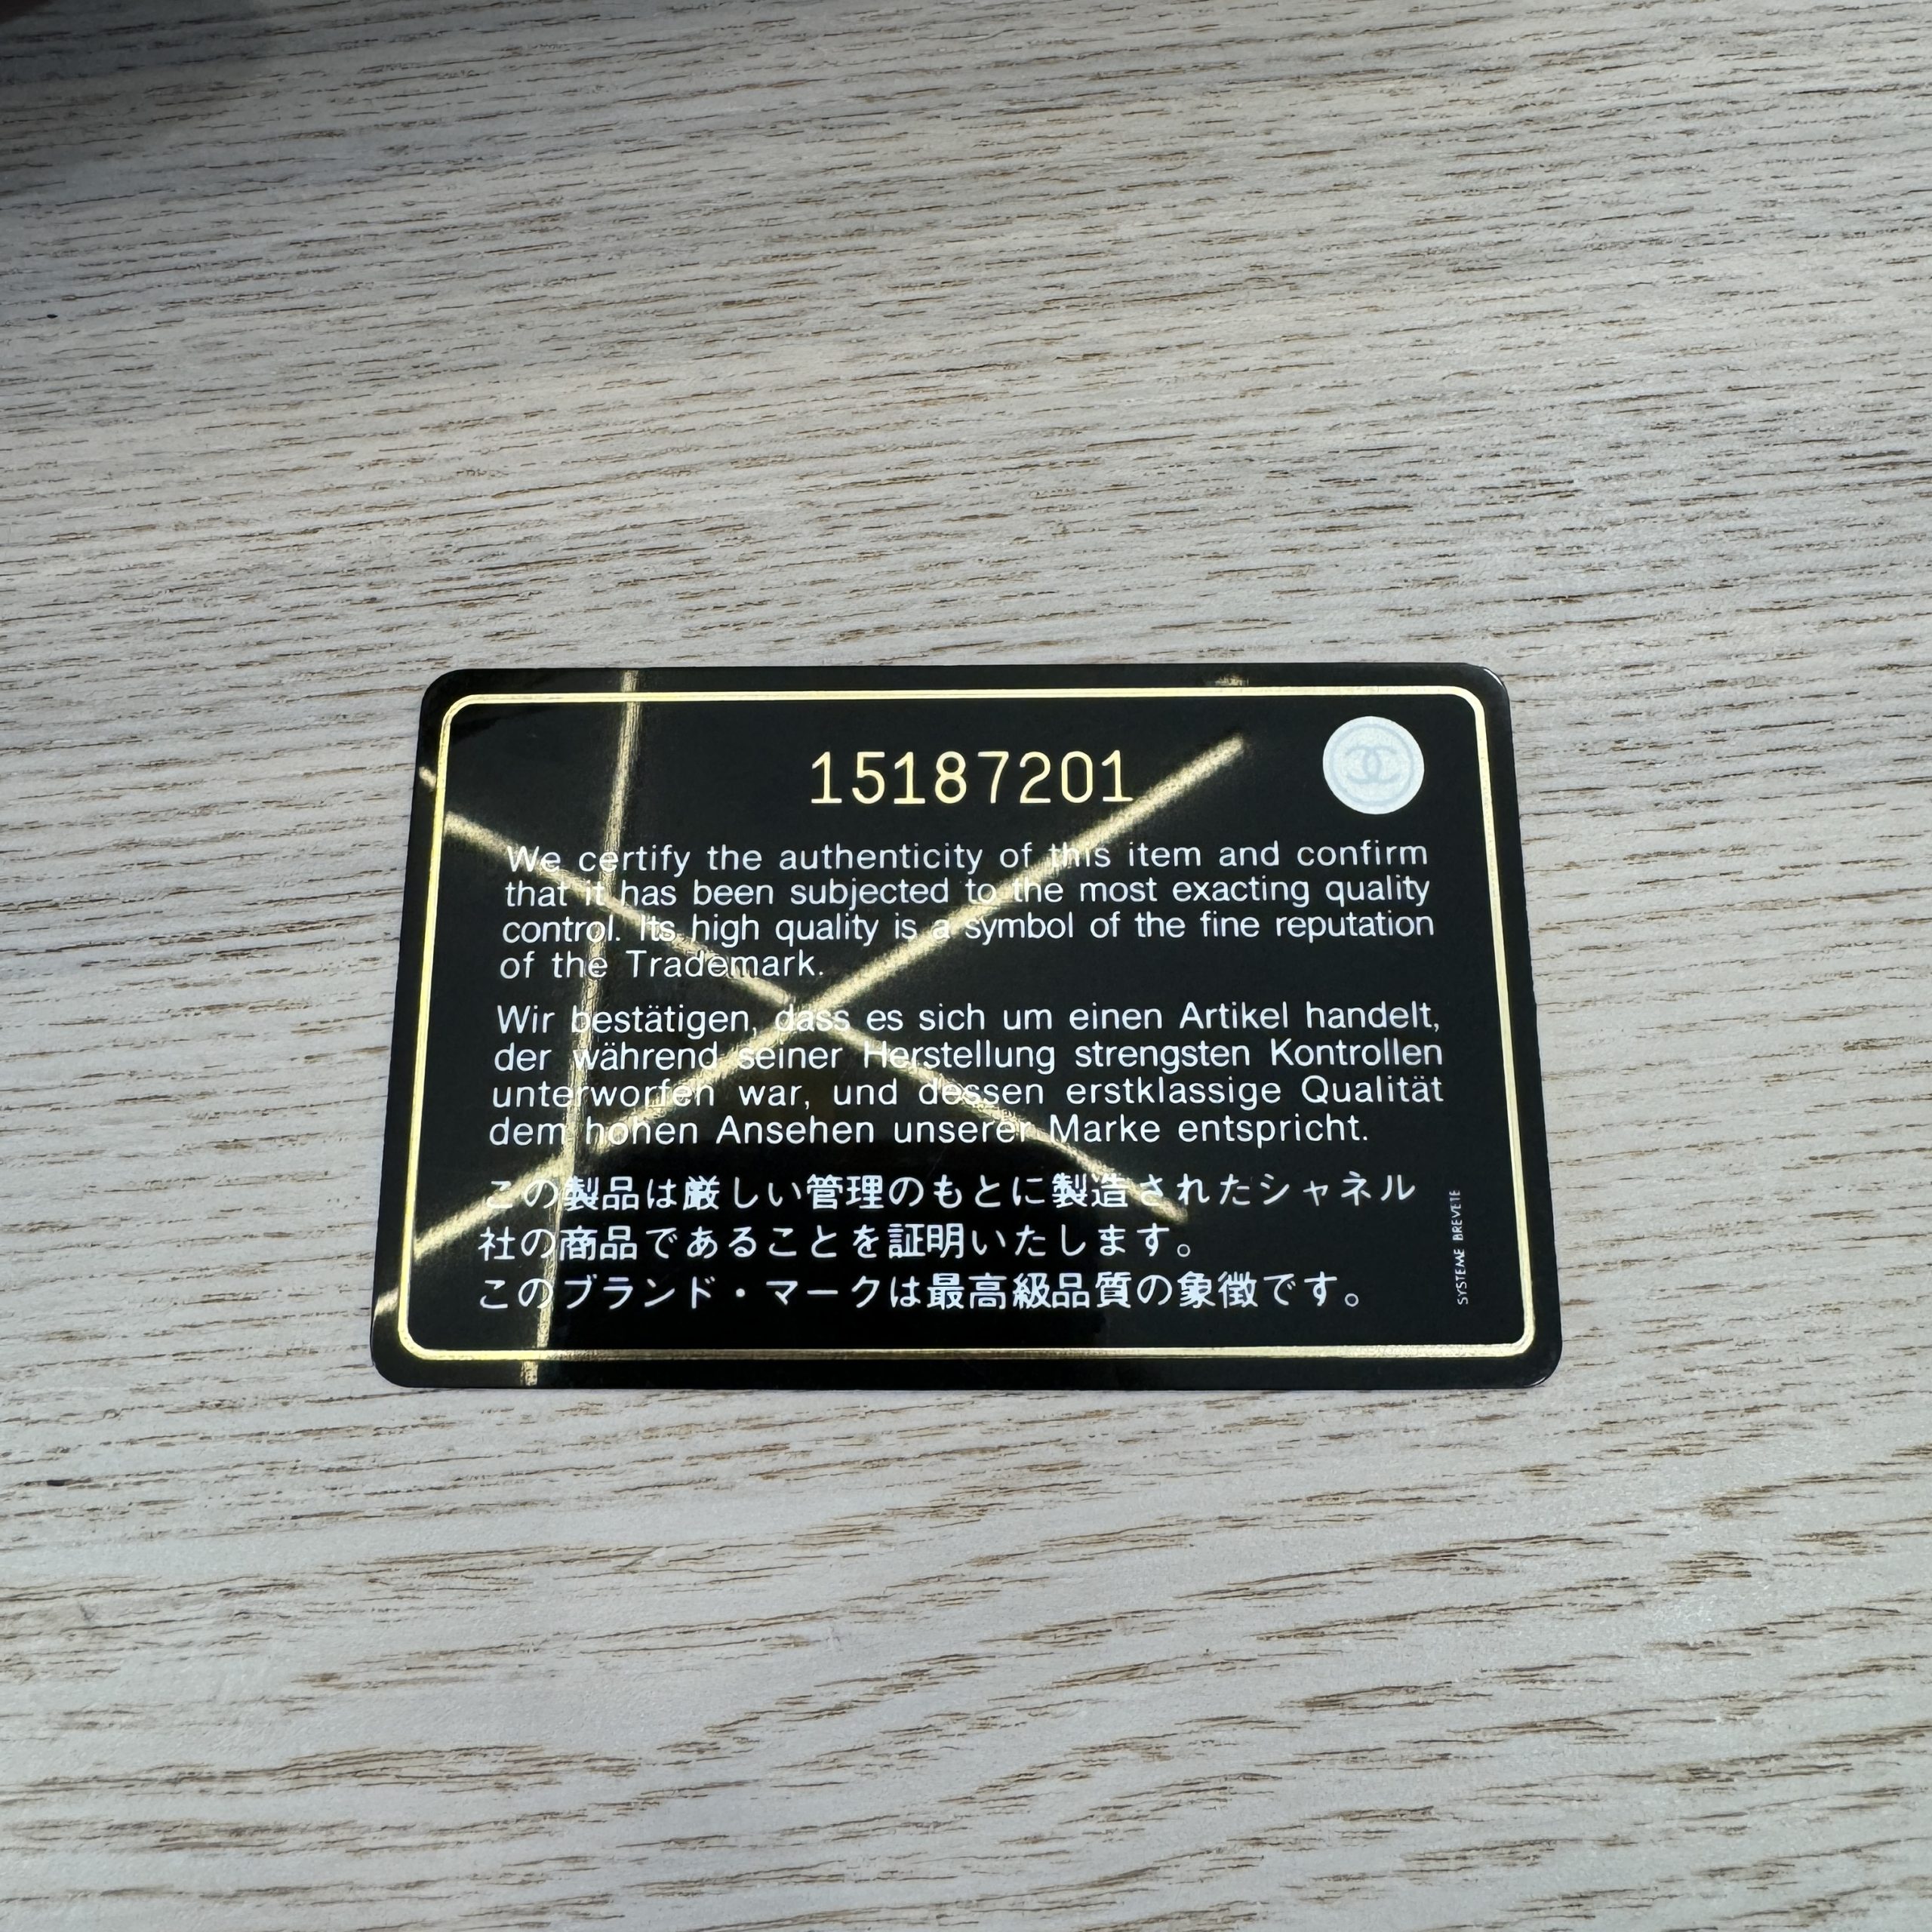 15187201
We certify the authenticity of this item and confirm
that it has been subjected to the most exacting quality
control. Its high quality is a symbol of the fine reputation
of the Trademark.
Wir bestätigen, dass es sich um einen Artikel handelt,
der während seiner Herstellung strengsten Kontrollen
unterworfen war, und dessen erstklassige Qualität
dem hohen Ansehen unserer Marke entspricht.
この製品は厳しい管理のもとに製造されたシャネル
社の商品であることを証明いたします。
このブランド・マークは最高級品質の象徴です。
SYSTEME BREVETE